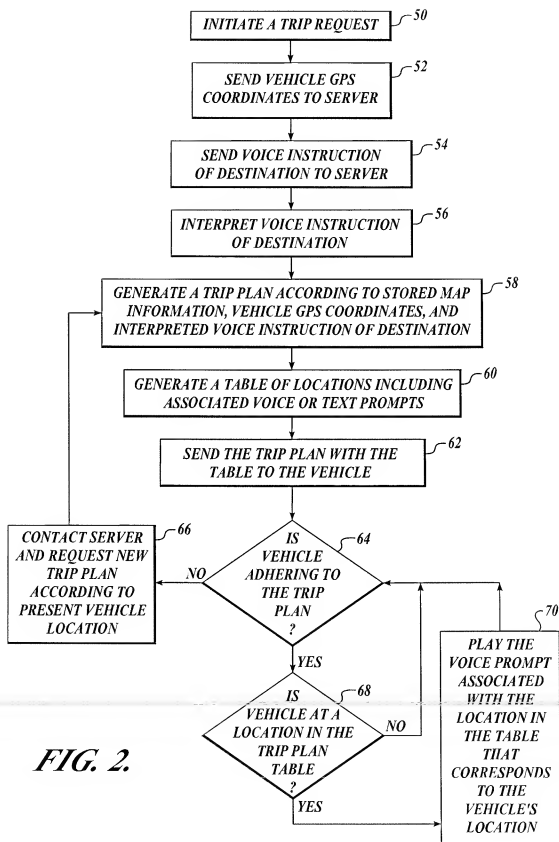 INITIATE A TRIP REQUEST
50
SEND VEHICLE GPS
COORDINATES TO SERVER
52
SEND VOICE INSTRUCTION
OF DESTINATION TO SERVER
54
INTERPRET VOICE INSTRUCTION
OF DESTINATION
56
GENERATE A TRIP PLAN ACCORDING TO STORED MAP
INFORMATION, VEHICLE GPS COORDINATES, AND
INTERPRETED VOICE INSTRUCTION OF DESTINATION
58
GENERATE A TABLE OF LOCATIONS INCLUDING
ASSOCIATED VOICE OR TEXT PROMPTS
60
SEND THE TRIP PLAN WITH THE
TABLE TO THE VEHICLE
62
IS
VEHICLE
ADHERING TO
THE TRIP
PLAN
?
64
NO
CONTACT SERVER
AND REQUEST NEW
TRIP PLAN
ACCORDING TO
PRESENT VEHICLE
LOCATION
66
YES
IS
VEHICLE AT A
LOCATION IN THE
TRIP PLAN
TABLE
?
68
NO
YES
PLAY THE
VOICE PROMPT
ASSOCIATED
WITH THE
LOCATION IN
THE TABLE
THAT
CORRESPONDS
TO THE
VEHICLE'S
LOCATION
70
FIG. 2.